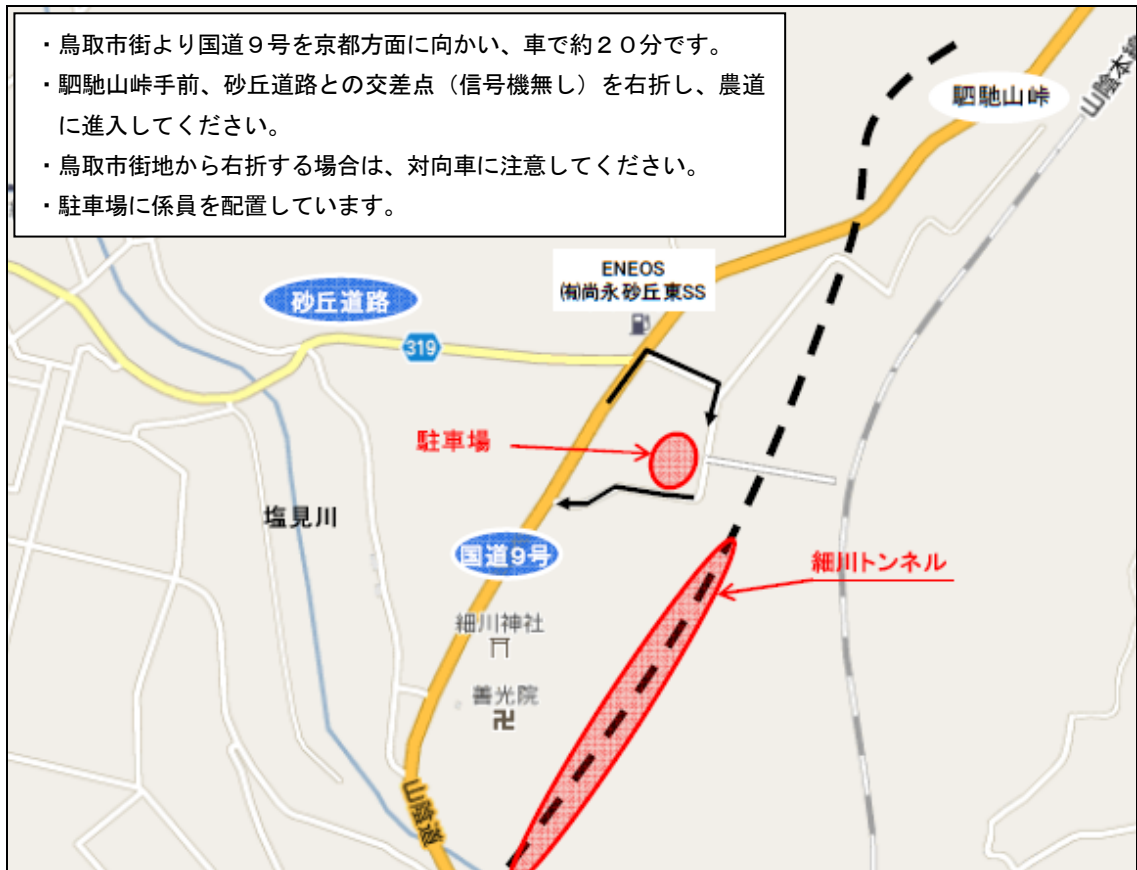 ・鳥取市街より国道９号を京都方面に向かい、車で約２０分です。
・駟馳山峠手前、砂丘道路との交差点（信号機無し）を右折し、農道
に進入してください。
・鳥取市街地から右折する場合は、対向車に注意してください。
・駐車場に係員を配置しています。
駟馳山峠
山陰本線
ENEOS
㈲尚永砂丘東SS
砂丘道路
319
駐車場
塩見川
国道９号
細川トンネル
細川神社
善光院
卍
山陰道